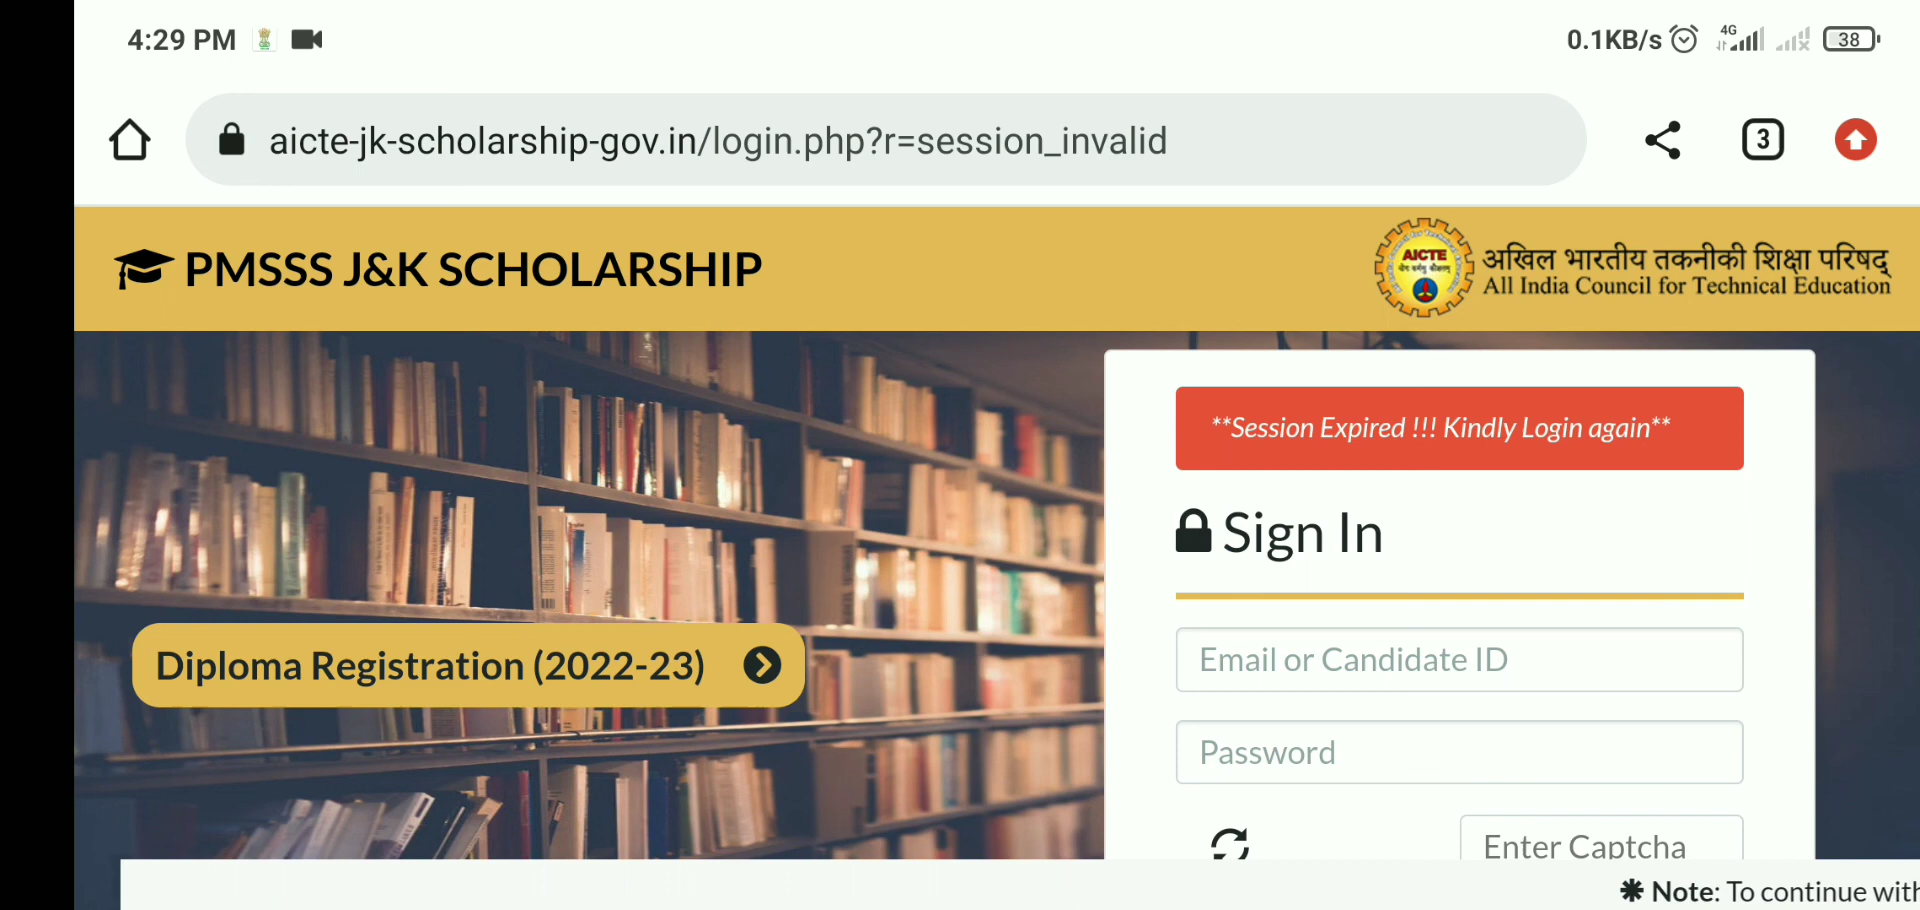 4:29 PM
0.1KB/s 4G 38
aicte-jk-scholarship-gov.in/login.php?r=session_invalid
3
PMSSS J&K SCHOLARSHIP
AICTE
अखिल भारतीय तकनीकी शिक्षा परिषद्
All India Council for Technical Education
**Session Expired !!! Kindly Login again**
Sign In
Email or Candidate ID
Diploma Registration (2022-23)
Password
Enter Captcha
Note: To continue with